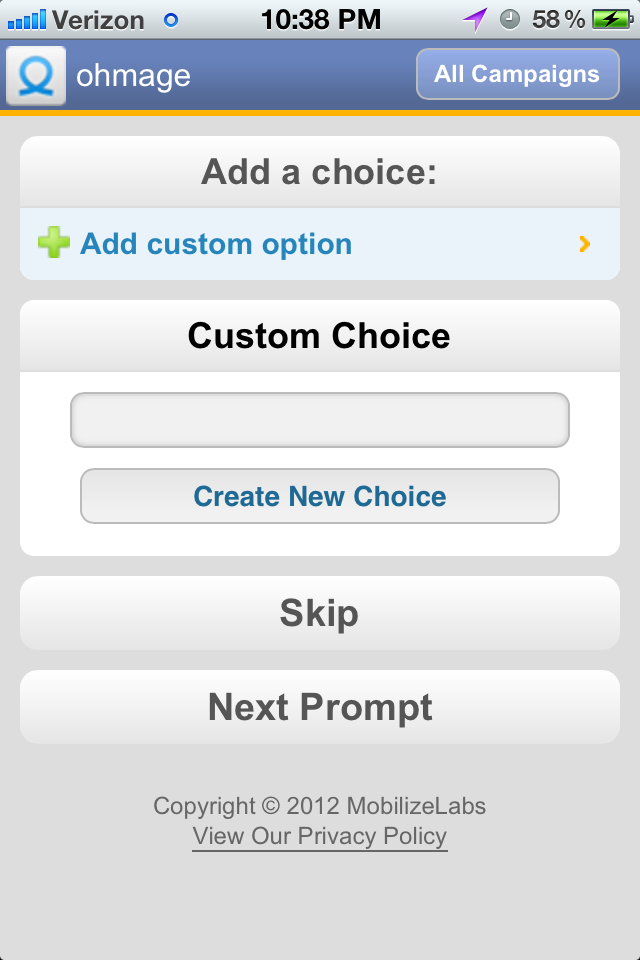 Verizon 10:38 PM 58 %
ohmage All Campaigns
Add a choice:
Add custom option
Custom Choice
Create New Choice
Skip
Next Prompt
Copyright © 2012 MobilizeLabs
View Our Privacy Policy